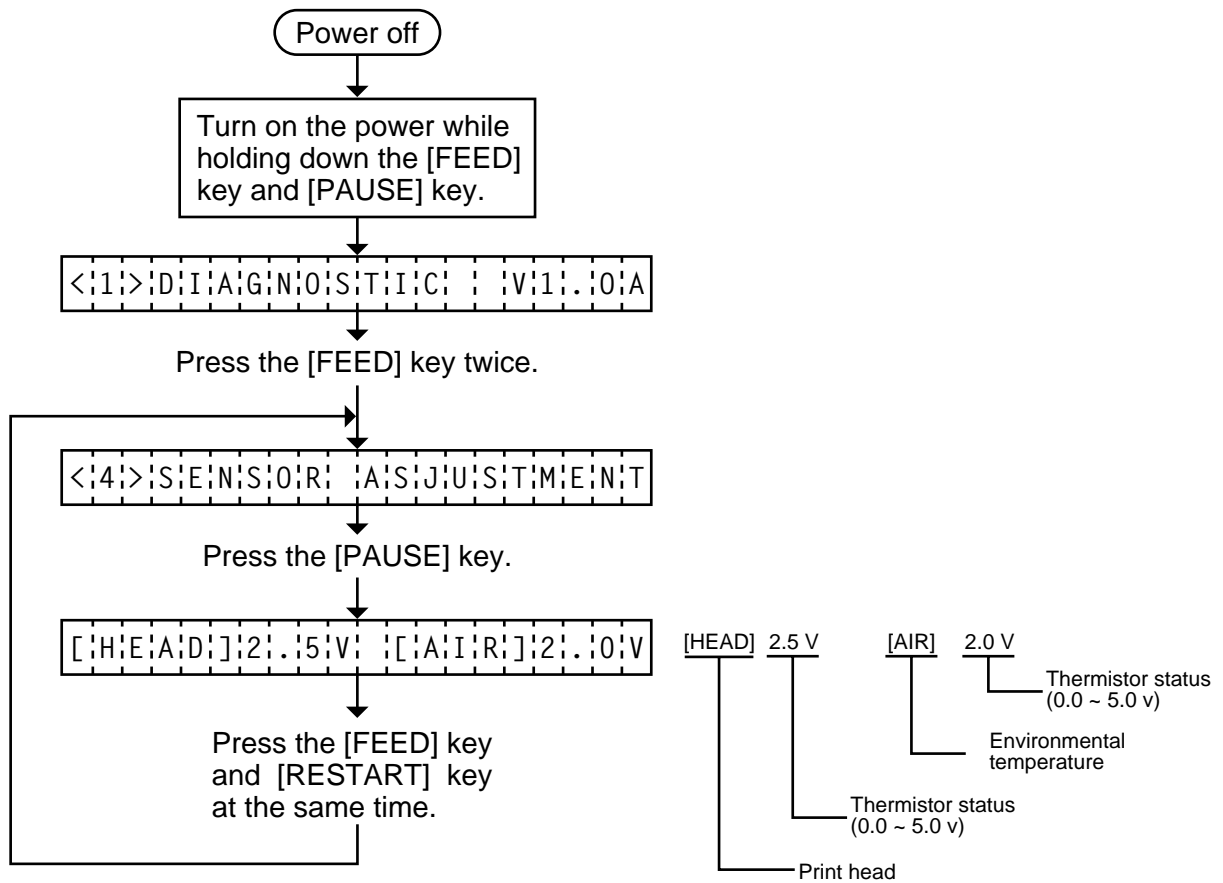 Power off
Turn on the power while
holding down the [FEED]
key and [PAUSE] key.
<1>DIAGNOSTIC  V1.0A
Press the [FEED] key twice.
<4>SENSOR ASJUSTMENT
Press the [PAUSE] key.
[HEAD]2.5V [AIR]2.0V
[HEAD] 2.5 V [AIR] 2.0 V
Thermistor status
(0.0 ~ 5.0 v)
Environmental
temperature
Thermistor status
(0.0 ~ 5.0 v)
Print head
Press the [FEED] key
and [RESTART] key
at the same time.